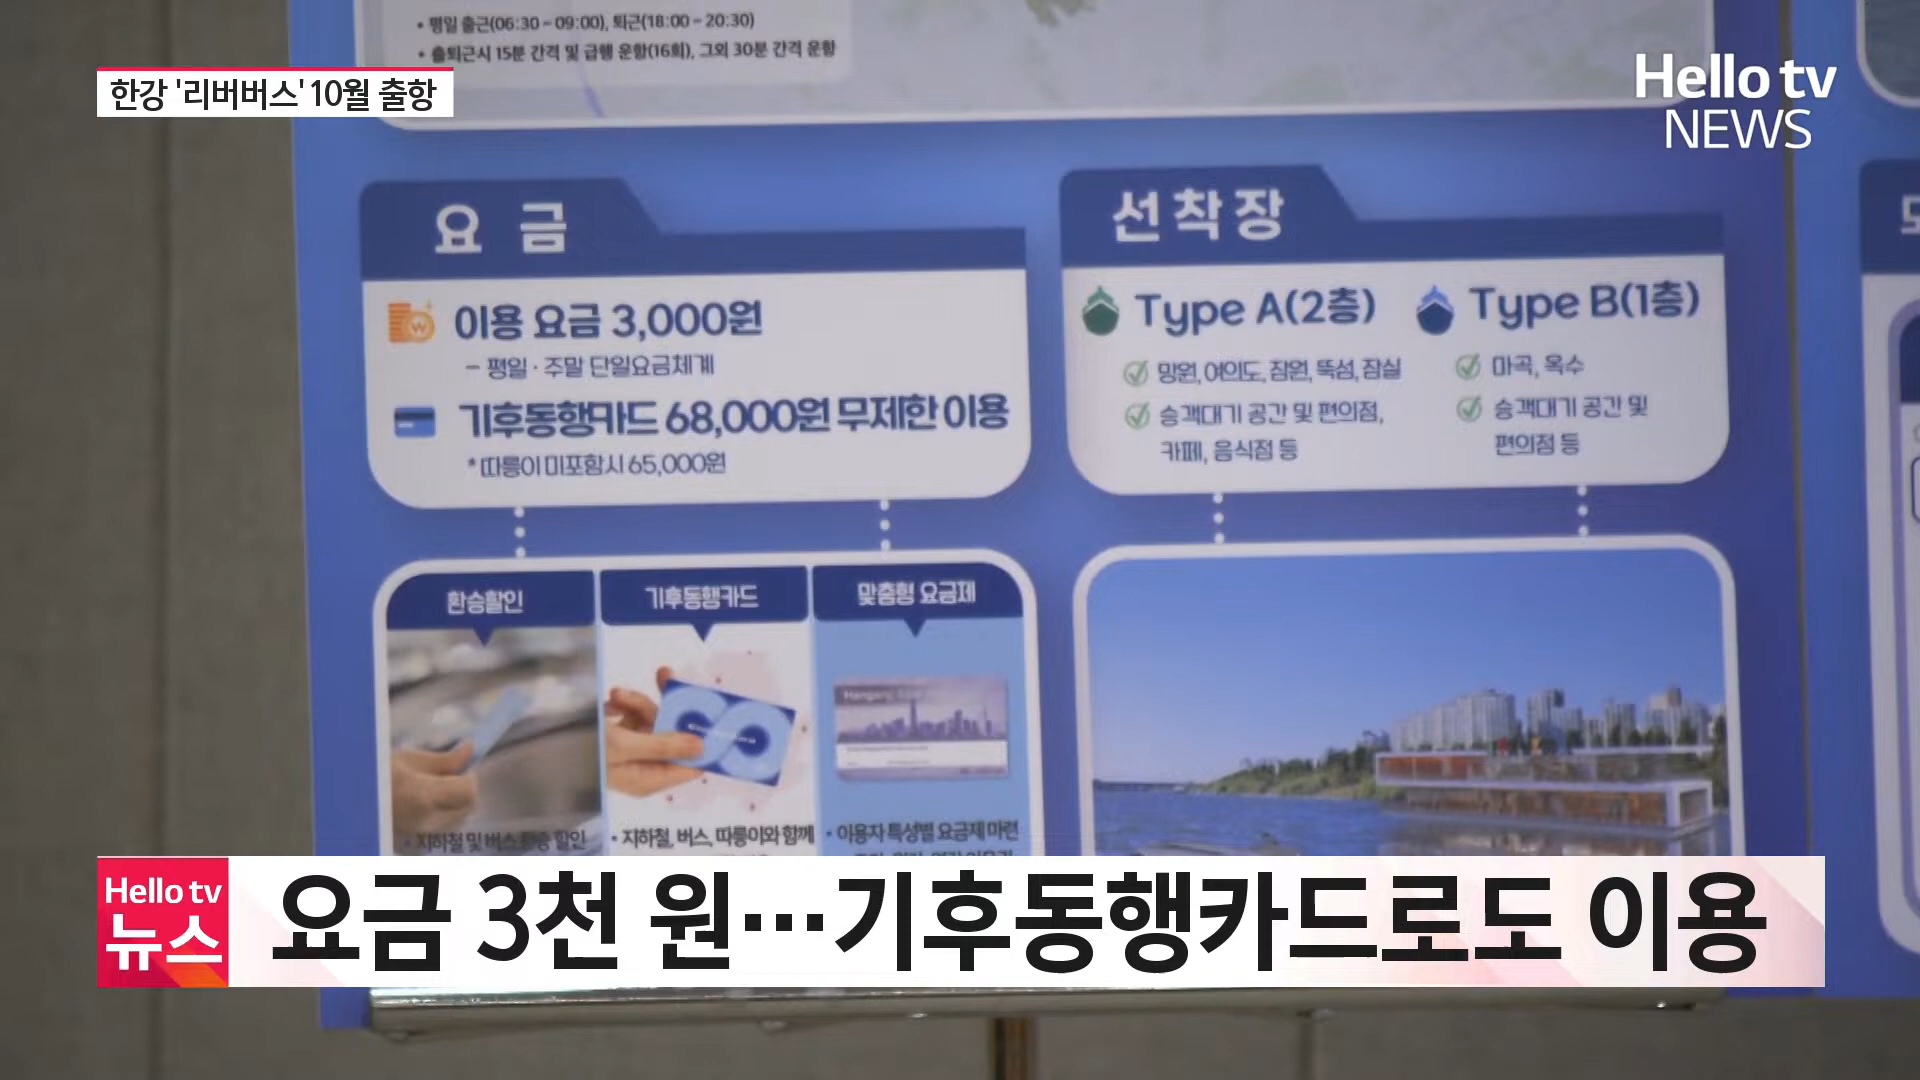 • 평일 출근(06:30 ~ 09:00), 퇴근(18:00 ~ 20:30)
• 출퇴근시 15분 간격 및 급행 운항(16회), 그외 30분 간격 운항
한강 '리버버스' 10월 출항
Hello tv
NEWS
요 금
이용 요금 3,000원
- 평일 · 주말 단일요금체계
기후동행카드 68,000원 무제한 이용
* 따릉이 미포함시 65,000원
선착장
Type A(2층)
망원, 여의도, 잠원, 뚝섬, 잠실
승객대기 공간 및 편의점,
카페, 음식점 등
Type B(1층)
마곡, 옥수
승객대기 공간 및
편의점 등
환승할인
기후동행카드
맞춤형 요금제
• 지하철 및 버스 환승 할인
• 지하철, 버스, 따릉이와 함께
• 이용자 특성별 요금제 마련
Hello tv
뉴스
요금 3천 원…기후동행카드로도 이용